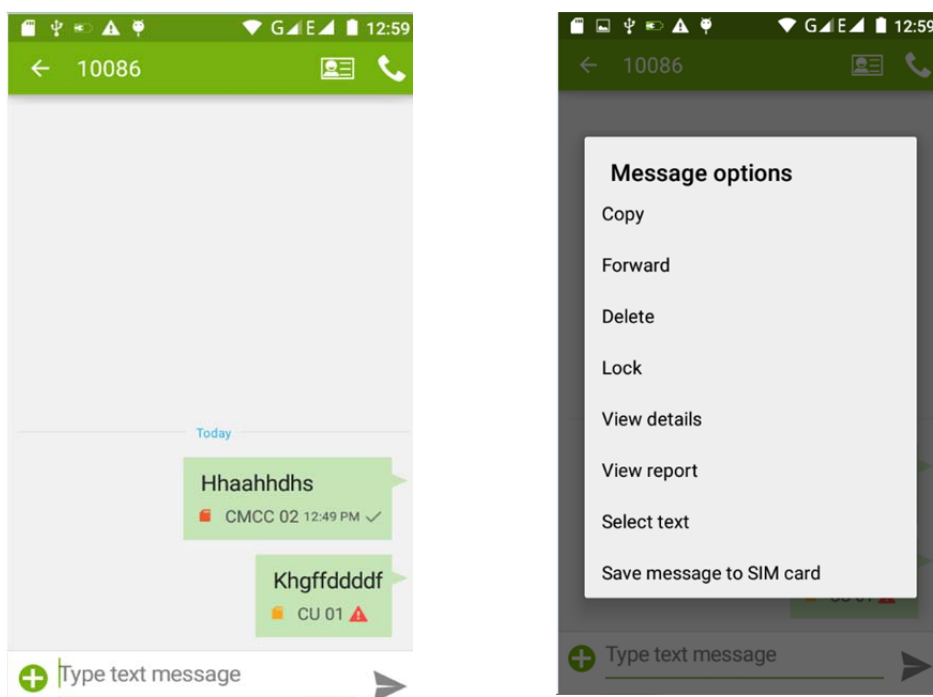 G E 12:59
10086
Today
Hhaahhdhs
CMCC 02 12:49 PM
Khgffddddf
CU 01
Type text message
G E 12:59
10086
Message options
Copy
Forward
Delete
Lock
View details
View report
Select text
Save message to SIM card
CU 01
Type text message